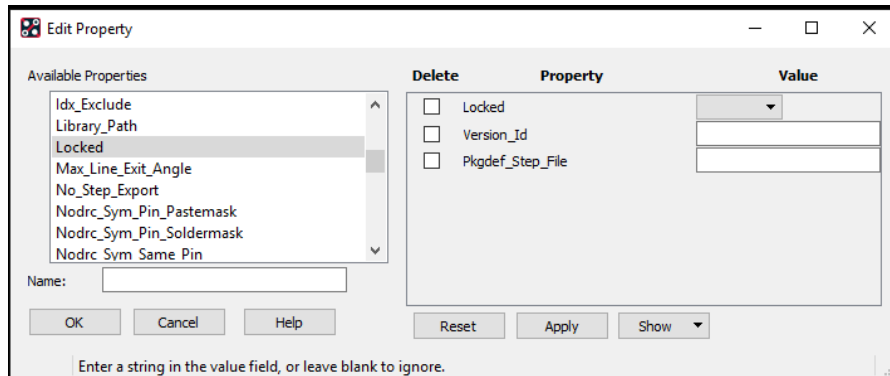 Edit Property
Available Properties
Idx_Exclude
Library_Path
Locked
Max_Line_Exit_Angle
No_Step_Export
Nodrc_Sym_Pin_Pastemask
Nodrc_Sym_Pin_Soldermask
Nodrc_Sym_Same_Pin
Name:
OK Cancel Help
Delete Property Value
Locked
Version_Id
Pkgdef_Step_File
Reset Apply Show
Enter a string in the value field, or leave blank to ignore.